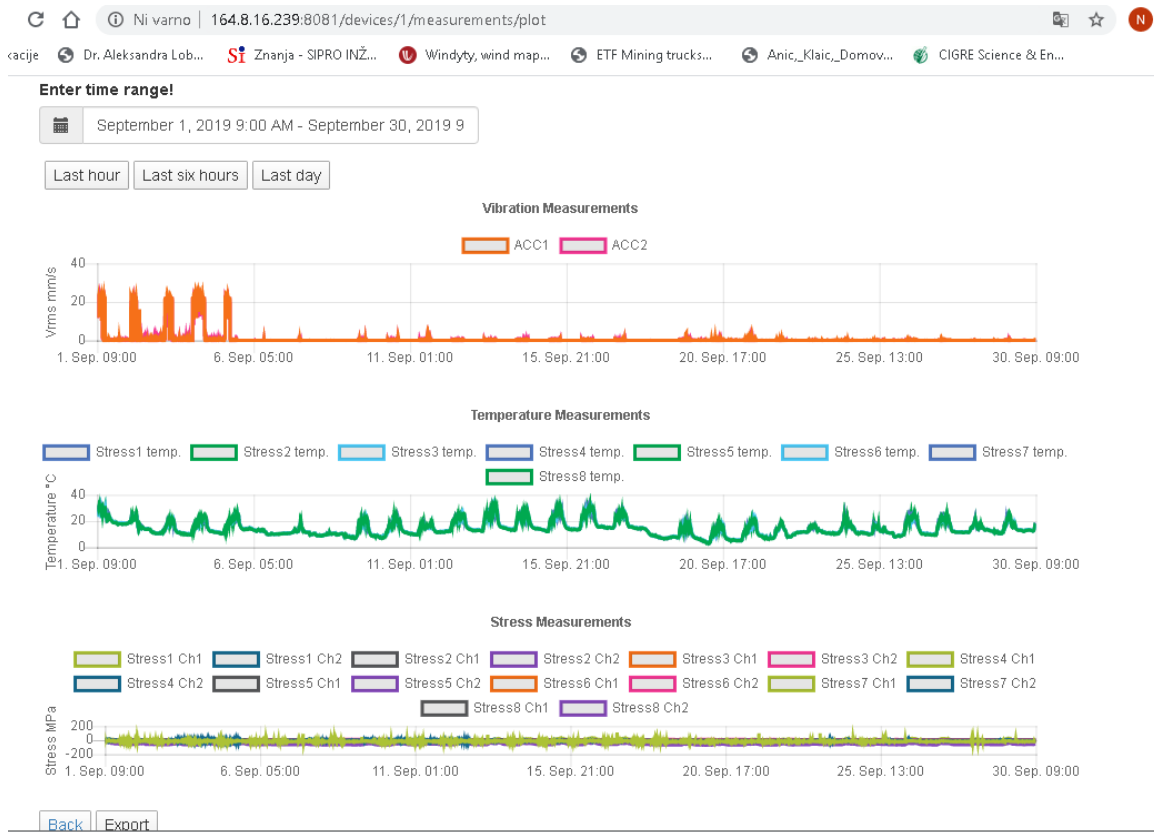 Ni varno | 164.8.16.239:8081/devices/1/measurements/plot N
kacije Dr. Aleksandra Lob... Si Znanja - SIPRO INŽ... Windyty, wind map... ETF Mining trucks... Anic,_Klaic,_Domov... CIGRE Science & En...
Enter time range!
September 1, 2019 9:00 AM - September 30, 2019 9
Last hour Last six hours Last day
Vibration Measurements
ACC1 ACC2
Vrms mm/s
40
20
0
1. Sep. 09:00 6. Sep. 05:00 11. Sep. 01:00 15. Sep. 21:00 20. Sep. 17:00 25. Sep. 13:00 30. Sep. 09:00
Temperature Measurements
Stress1 temp. Stress2 temp. Stress3 temp. Stress4 temp. Stress5 temp. Stress6 temp. Stress7 temp.
Stress8 temp.
Temperature °C
40
20
0
1. Sep. 09:00 6. Sep. 05:00 11. Sep. 01:00 15. Sep. 21:00 20. Sep. 17:00 25. Sep. 13:00 30. Sep. 09:00
Stress Measurements
Stress1 Ch1 Stress1 Ch2 Stress2 Ch1 Stress2 Ch2 Stress3 Ch1 Stress3 Ch2 Stress4 Ch1
Stress4 Ch2 Stress5 Ch1 Stress5 Ch2 Stress6 Ch1 Stress6 Ch2 Stress7 Ch1 Stress7 Ch2
Stress8 Ch1 Stress8 Ch2
Stress MPa
200
0
-200
1. Sep. 09:00 6. Sep. 05:00 11. Sep. 01:00 15. Sep. 21:00 20. Sep. 17:00 25. Sep. 13:00 30. Sep. 09:00
Back Export